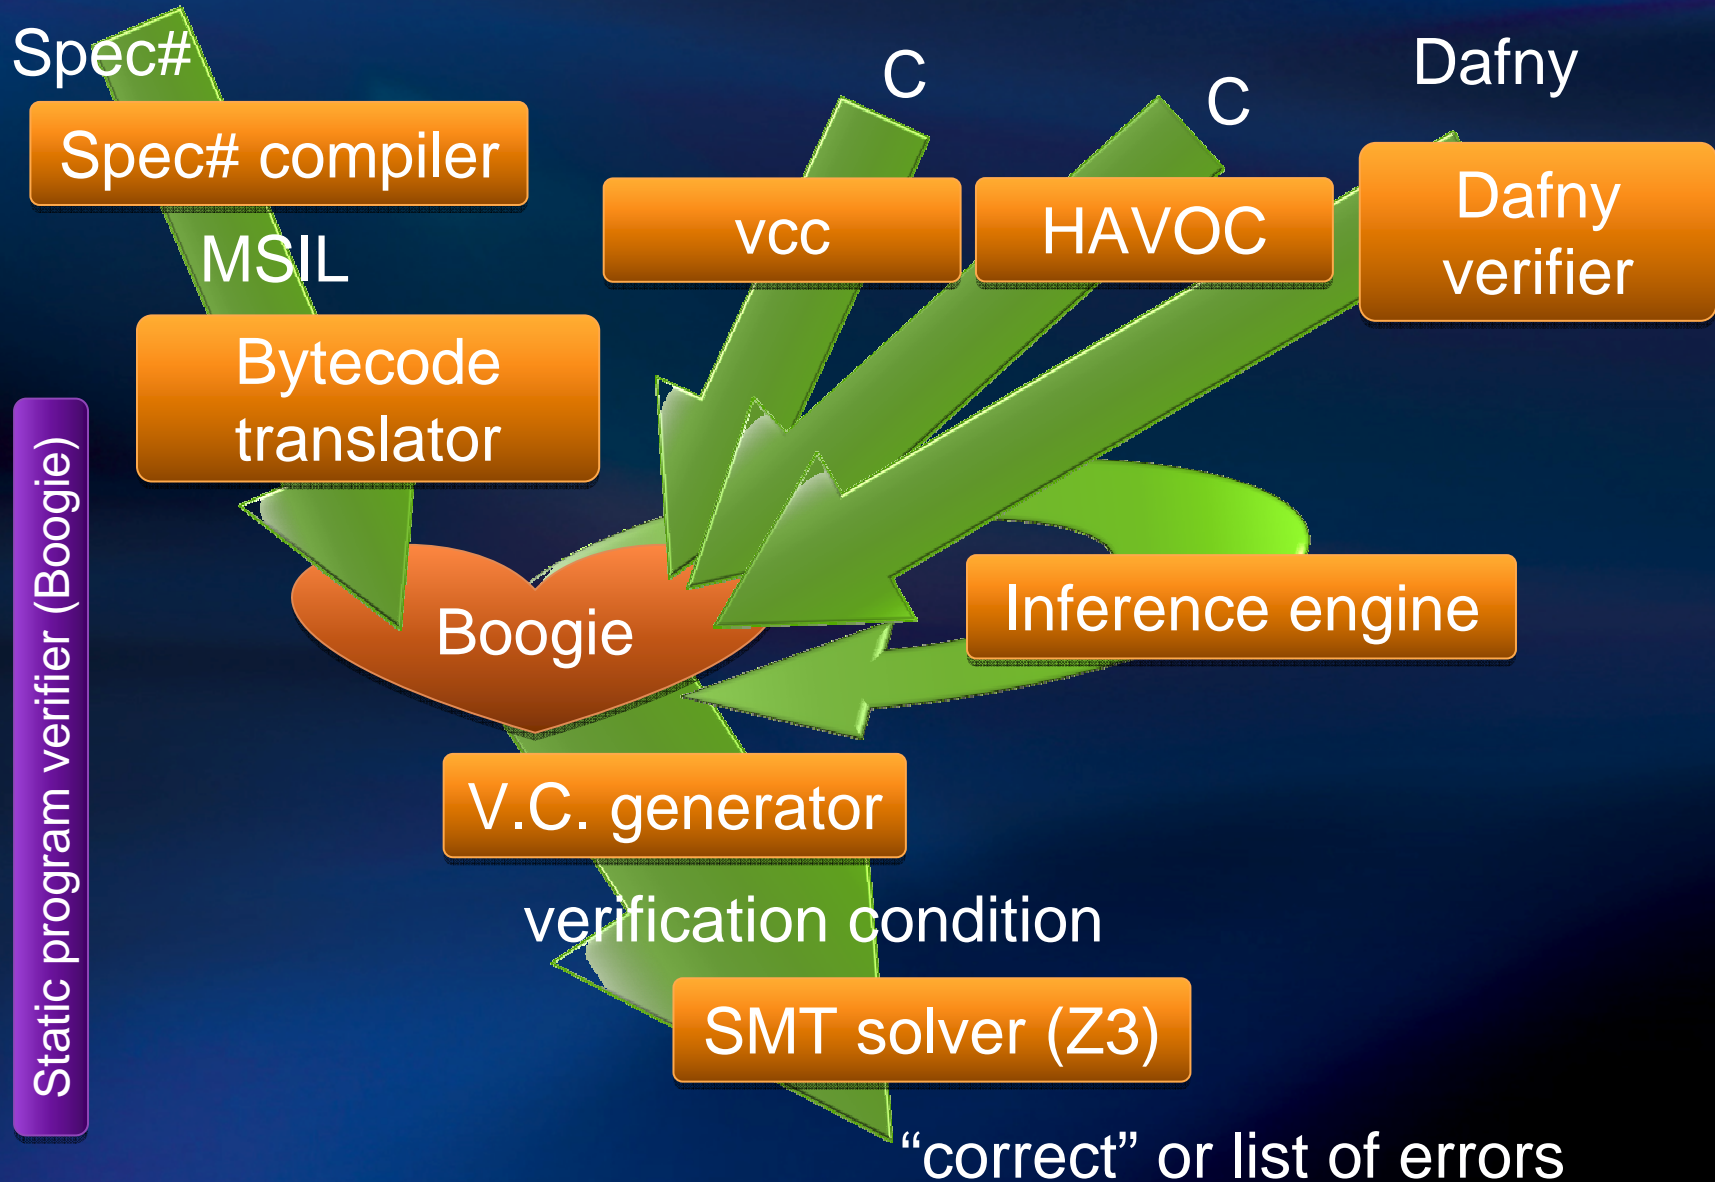 Spec#
C
C
Dafny
Spec# compiler
vcc
HAVOC
Dafny
verifier
MSIL
Bytecode
translator
Static program verifier (Boogie)
Boogie
Inference engine
V.C. generator
verification condition
SMT solver (Z3)
“correct” or list of errors